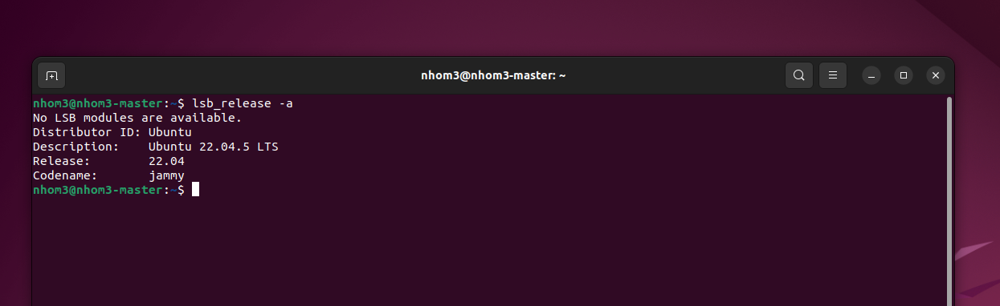 nhom3@nhom3-master: ~
nhom3@nhom3-master:~$ lsb_release -a
No LSB modules are available.
Distributor ID: Ubuntu
Description:    Ubuntu 22.04.5 LTS
Release:        22.04
Codename:       jammy
nhom3@nhom3-master:~$